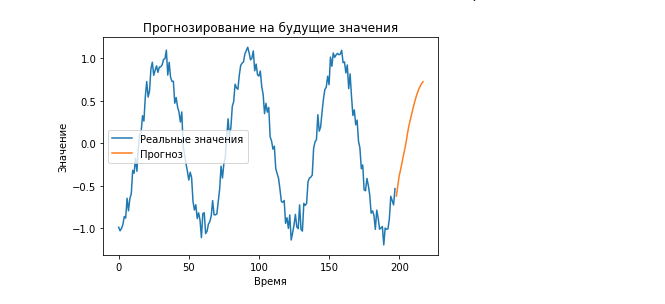 Прогнозирование на будущие значения
1.0
0.5
0.0
−0.5
−1.0
Значение
Реальные значения
Прогноз
0 50 100 150 200
Время